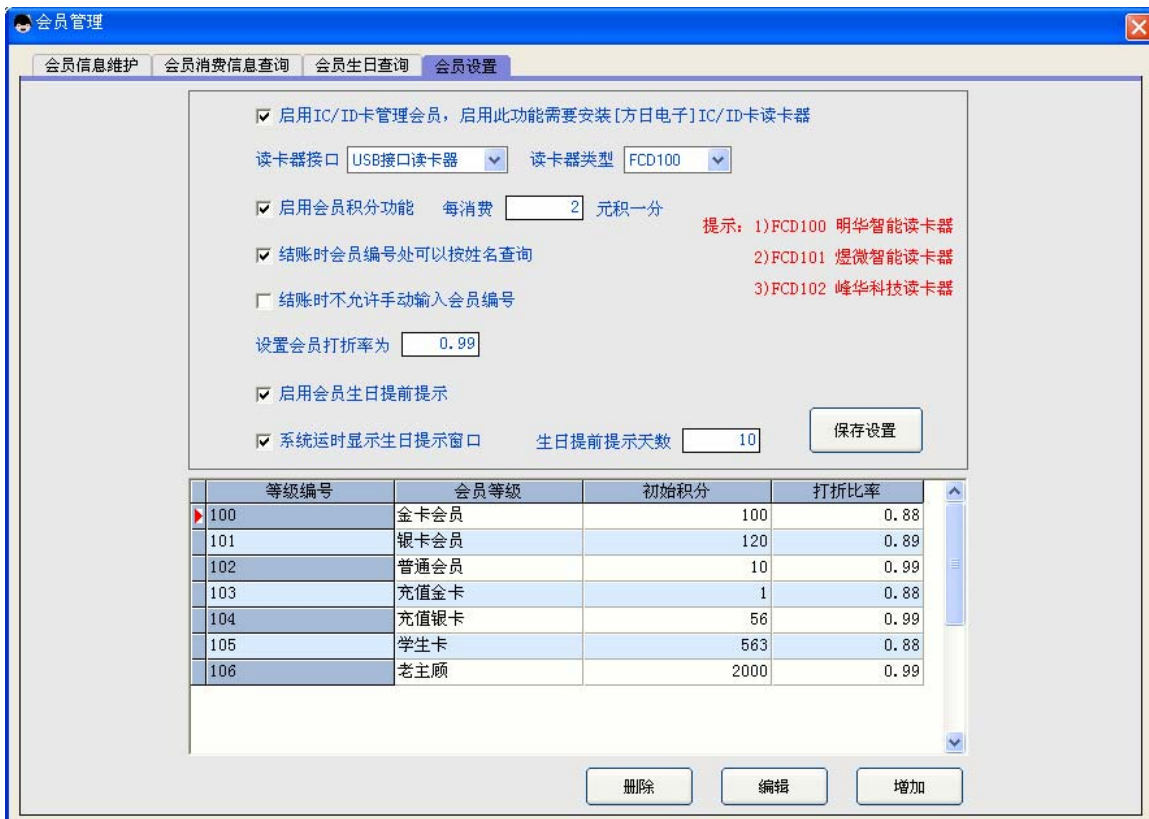 会员管理
会员信息维护 会员消费信息查询 会员生日查询 会员设置
启用IC/ID卡管理会员，启用此功能需要安装[方日电子]IC/ID卡读卡器
读卡器接口 USB接口读卡器 读卡器类型 FCD100
启用会员积分功能 每消费 2 元积一分
提示：1)FCD100 明华智能读卡器
结账时会员编号处可以按姓名查询
2)FCD101 煜微智能读卡器
3)FCD102 峰华科技读卡器
结账时不允许手动输入会员编号
设置会员打折率为 0.99
启用会员生日提前提示
系统运时显示生日提示窗口 生日提前提示天数 10
保存设置
等级编号 会员等级 初始积分 打折比率
100 金卡会员 100 0.88
101 银卡会员 120 0.89
102 普通会员 10 0.99
103 充值金卡 1 0.88
104 充值银卡 56 0.99
105 学生卡 563 0.88
106 老主顾 2000 0.99
删除 编辑 增加